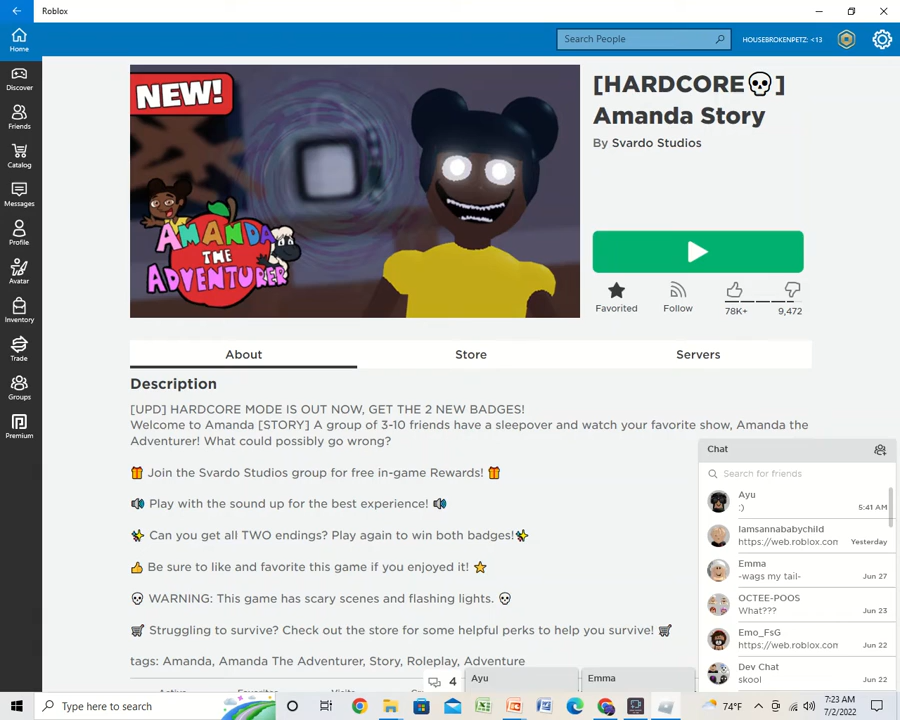 Roblox
Search People
HOUSEBROKENPETZ: <13
Home
Discover
Friends
Catalog
Messages
Profile
Avatar
Inventory
Trade
Groups
Premium
NEW!
AMANDA
THE
ADVENTURER
[HARDCORE💀]
Amanda Story
By Svardo Studios
Favorited
Follow
78K+
9,472
About
Store
Servers
Description
[UPD] HARDCORE MODE IS OUT NOW, GET THE 2 NEW BADGES!
Welcome to Amanda [STORY] A group of 3-10 friends have a sleepover and watch your favorite show, Amanda the
Adventurer! What could possibly go wrong?
🎁 Join the Svardo Studios group for free in-game Rewards! 🎁
🔊 Play with the sound up for the best experience! 🔊
✨ Can you get all TWO endings? Play again to win both badges!✨
👍 Be sure to like and favorite this game if you enjoyed it! ⭐
💀 WARNING: This game has scary scenes and flashing lights. 💀
🛒 Struggling to survive? Check out the store for some helpful perks to help you survive! 🛒
tags: Amanda, Amanda The Adventurer, Story, Roleplay, Adventure
Chat
Search for friends
Ayu
:)
5:41 AM
Iamsannababychild
https://web.roblox.com
Yesterday
Emma
-wags my tail-
Jun 27
OCTEE-POOS
What???
Jun 23
Emo_FsG
https://web.roblox.com
Jun 22
Dev Chat
skool
Jun 22
4
Ayu
Emma
Type here to search
74°F
7:23 AM
7/2/2022